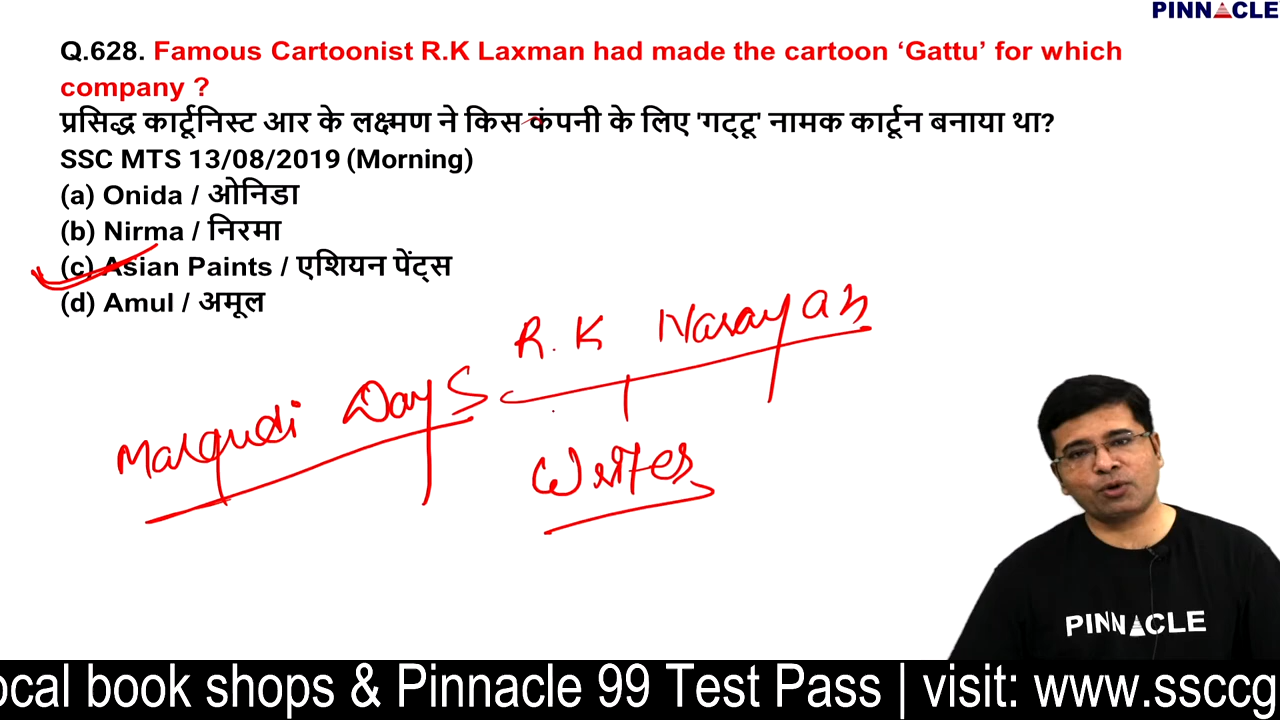 PINNACLE
Q.628. Famous Cartoonist R.K Laxman had made the cartoon ‘Gattu’ for which
company ?
प्रसिद्ध कार्टूनिस्ट आर के लक्ष्मण ने किस कंपनी के लिए 'गट्टू' नामक कार्टून बनाया था?
SSC MTS 13/08/2019 (Morning)
(a) Onida / ओनिडा
(b) Nirma / निरमा
(c) Asian Paints / एशियन पेंट्स
(d) Amul / अमूल
R.K Narayan
Malgudi Days
Writer
PINNACLE
ocal book shops & Pinnacle 99 Test Pass | visit: www.ssccg